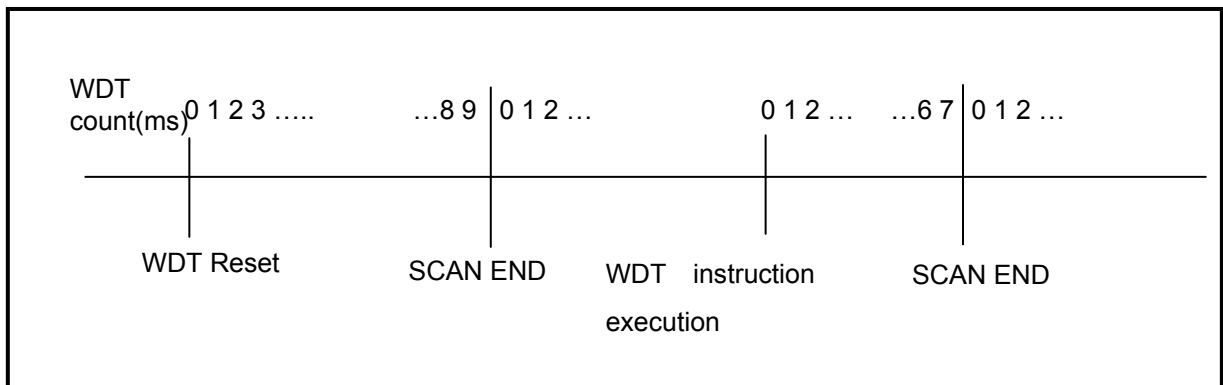 WDT
count(ms)
0 1 2 3 ….. …8 9 0 1 2 … 0 1 2 … …6 7 0 1 2 …
WDT Reset SCAN END WDT instruction SCAN END
execution